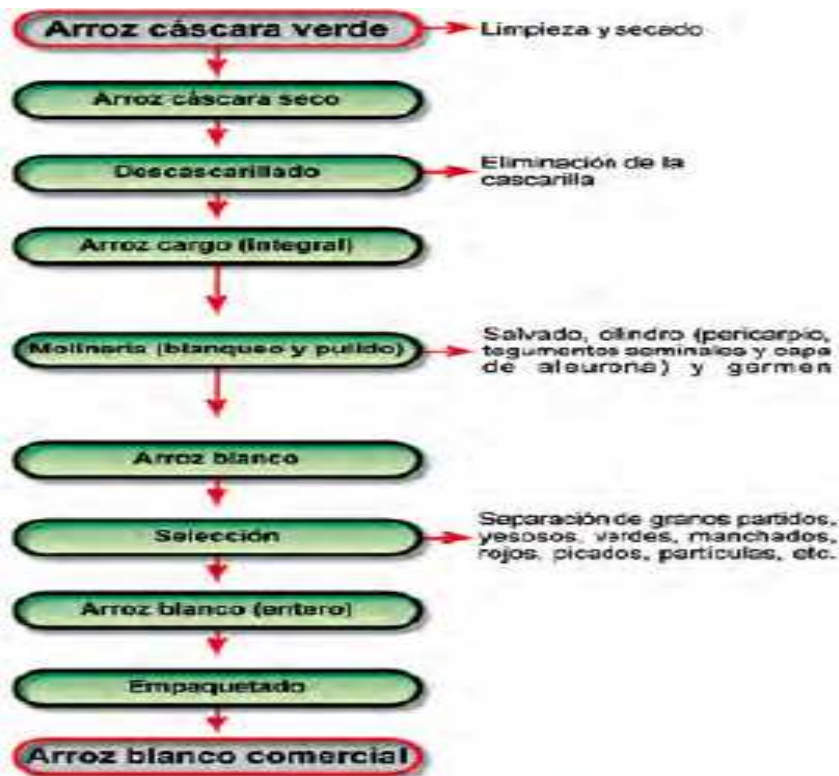 Arroz cáscara verde
Limpieza y secado
Arroz cáscara seco
Descascarillado
Eliminación de la
cascarilla
Arroz cargo (integral)
Molinería (blanqueo y pulido)
Salvado, cilindro (pericarpio,
tegumentos seminales y capa
de aleurona) y germen
Arroz blanco
Selección
Separación de granos partidos,
yesosos, verdes, manchados,
rojos, picados, partículas, etc.
Arroz blanco (entero)
Empaquetado
Arroz blanco comercial